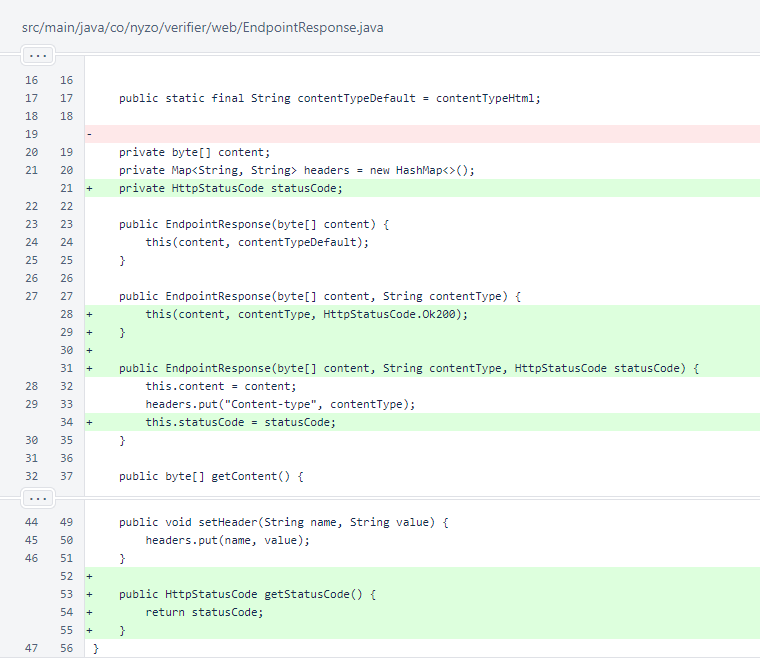 src/main/java/co/nyzo/verifier/web/EndpointResponse.java
...
16 16
17 17 public static final String contentTypeDefault = contentTypeHtml;
18 18
19 -
20 19 private byte[] content;
21 20 private Map<String, String> headers = new HashMap<>();
21 + private HttpStatusCode statusCode;
22 22
23 23 public EndpointResponse(byte[] content) {
24 24 this(content, contentTypeDefault);
25 25 }
26 26
27 27 public EndpointResponse(byte[] content, String contentType) {
28 + this(content, contentType, HttpStatusCode.Ok200);
29 + }
30 +
31 + public EndpointResponse(byte[] content, String contentType, HttpStatusCode statusCode) {
28 32 this.content = content;
29 33 headers.put("Content-type", contentType);
34 + this.statusCode = statusCode;
30 35 }
31 36
32 37 public byte[] getContent() {
...
44 49 public void setHeader(String name, String value) {
45 50 headers.put(name, value);
46 51 }
52 +
53 + public HttpStatusCode getStatusCode() {
54 + return statusCode;
55 + }
47 56 }